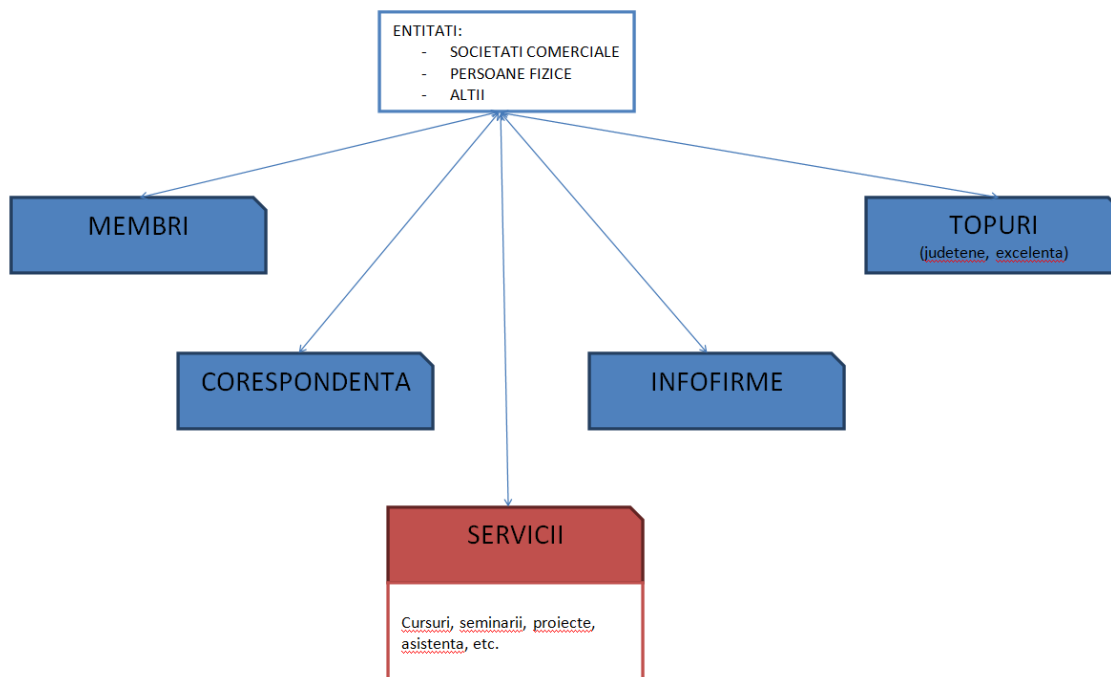 ENTITATI:
- SOCIETATI COMERCIALE
- PERSOANE FIZICE
- ALTII
MEMBRI
TOPURI
(judetene, excelenta)
CORESPONDENTA
INFOFIRME
SERVICII
Cursuri, seminarii, proiecte,
asistenta, etc.